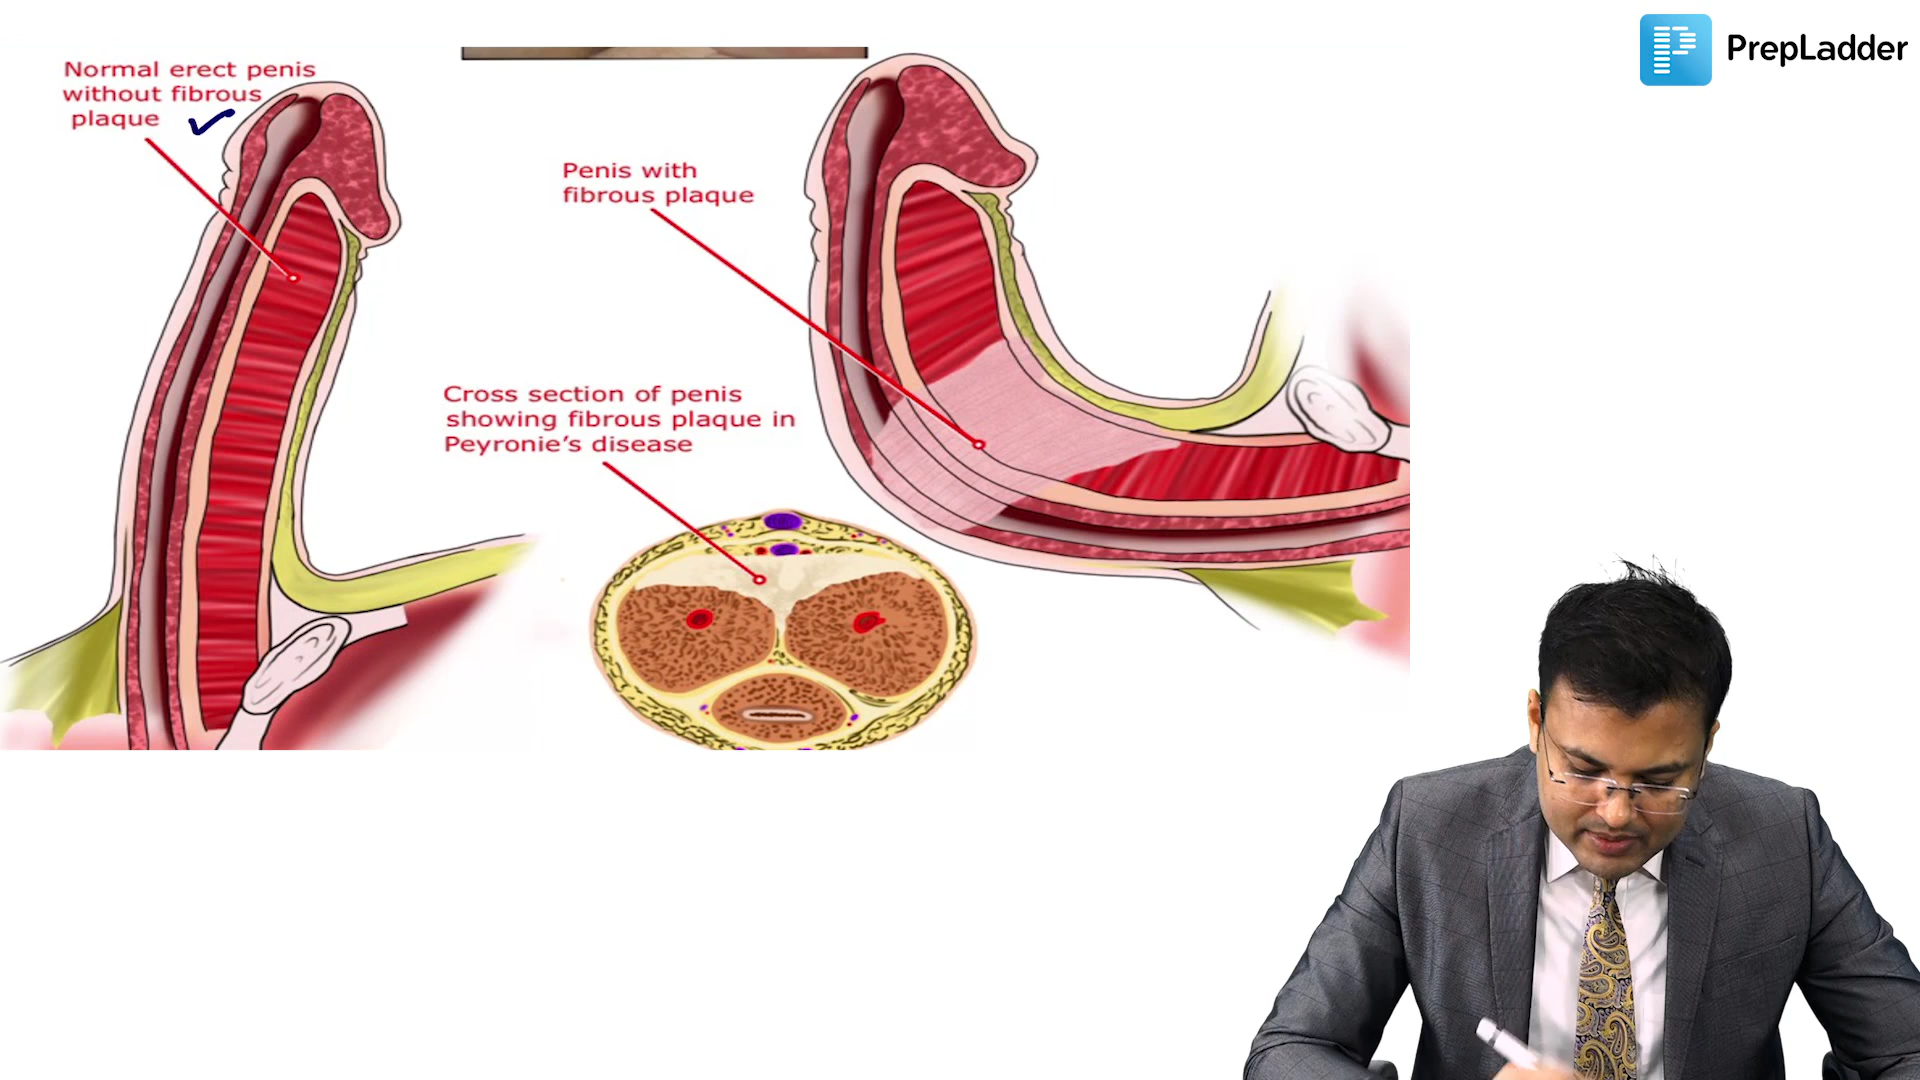 PrepLadder
Normal erect penis
without fibrous
plaque
Penis with
fibrous plaque
Cross section of penis
showing fibrous plaque in
Peyronie's disease